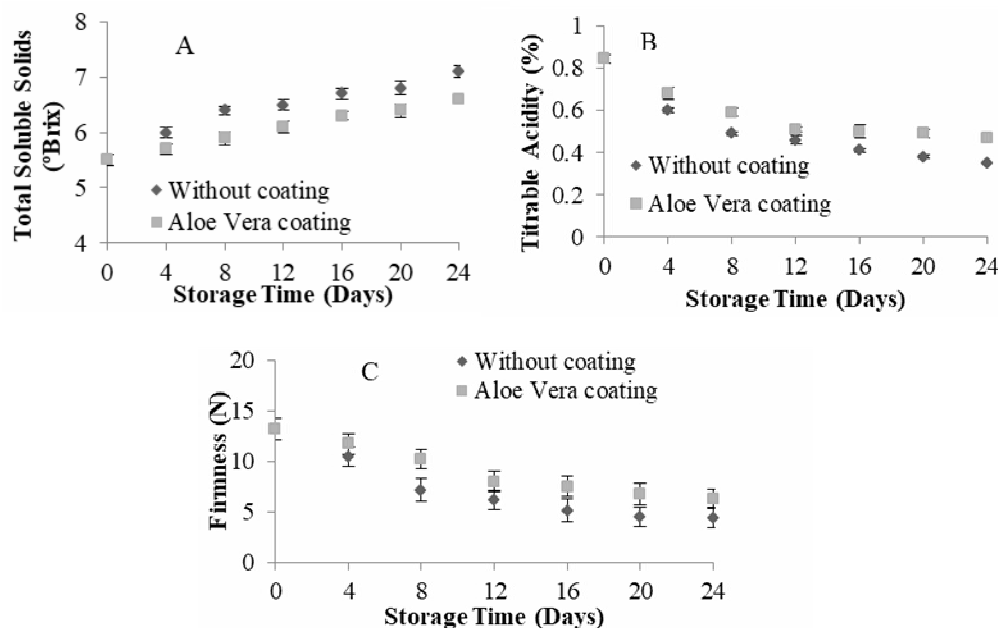 A
Total Soluble Solids
(°Brix)
8
7
6
5
4
Without coating
Aloe Vera coating
0 4 8 12 16 20 24
Storage Time (Days)
B
Titrable Acidity (%)
1
0.8
0.6
0.4
0.2
0
Without coating
Aloe Vera coating
0 4 8 12 16 20 24
Storage Time (Days)
C
Firmness (N)
20
15
10
5
0
Without coating
Aloe Vera coating
0 4 8 12 16 20 24
Storage Time (Days)